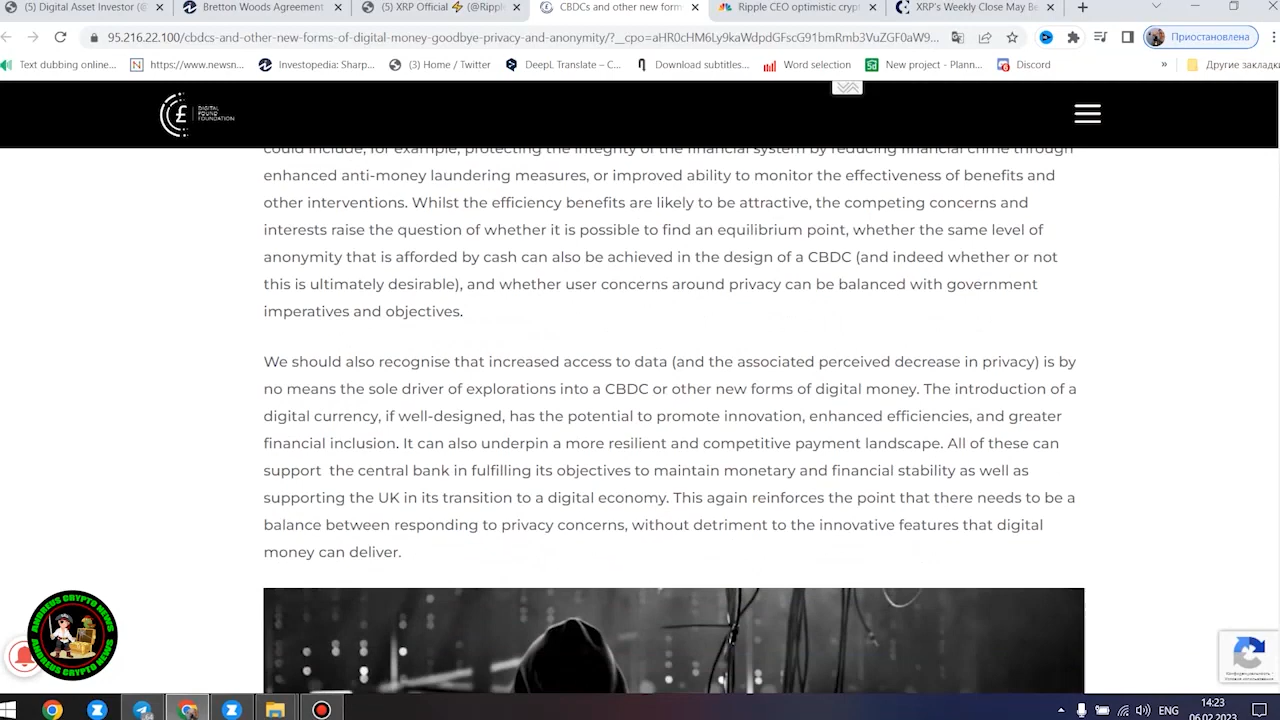 (5) Digital Asset Investor (@
Bretton Woods Agreement
(5) XRP Official ⚡ (@Rippl
CBDCs and other new form
Ripple CEO optimistic crypt
XRP's Weekly Close May Be
95.216.22.100/cbdcs-and-other-new-forms-of-digital-money-goodbye-privacy-and-anonymity/?__cpo=aHR0cHM6Ly9kaWdpdGFscG91bmRmb3VuZGF0aW9...
Приостановлена
Text dubbing online...
https://www.newsn...
Investopedia: Sharp...
(3) Home / Twitter
DeepL Translate – C...
Download subtitles...
Word selection
New project - Plann...
Discord
»
Другие закладки
DIGITAL
POUND
FOUNDATION
could include, for example, protecting the integrity of the financial system by reducing financial crime through
enhanced anti-money laundering measures, or improved ability to monitor the effectiveness of benefits and
other interventions. Whilst the efficiency benefits are likely to be attractive, the competing concerns and
interests raise the question of whether it is possible to find an equilibrium point, whether the same level of
anonymity that is afforded by cash can also be achieved in the design of a CBDC (and indeed whether or not
this is ultimately desirable), and whether user concerns around privacy can be balanced with government
imperatives and objectives.
We should also recognise that increased access to data (and the associated perceived decrease in privacy) is by
no means the sole driver of explorations into a CBDC or other new forms of digital money. The introduction of a
digital currency, if well-designed, has the potential to promote innovation, enhanced efficiencies, and greater
financial inclusion. It can also underpin a more resilient and competitive payment landscape. All of these can
support the central bank in fulfilling its objectives to maintain monetary and financial stability as well as
supporting the UK in its transition to a digital economy. This again reinforces the point that there needs to be a
balance between responding to privacy concerns, without detriment to the innovative features that digital
money can deliver.
ANDREUS CRYPTO NEWS
ANDREUS CRYPTO NEWS
Конфиденциальность -
Условия использования
ENG
14:23
06.02.2023